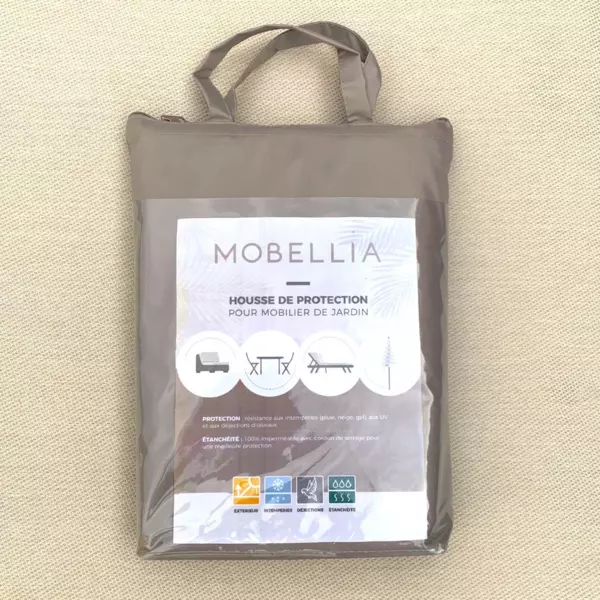 MOBELLIA
HOUSSE DE PROTECTION
POUR MOBILIER DE JARDIN
PROTECTION : résistance aux intempéries (pluie, neige, gel), aux UV
et aux déjections d'oiseaux.
ÉTANCHÉITÉ : 100% imperméable avec cordon de serrage pour
une meilleure protection.
EXTÉRIEUR INTEMPÉRIES DÉJECTIONS ÉTANCHÉITÉ